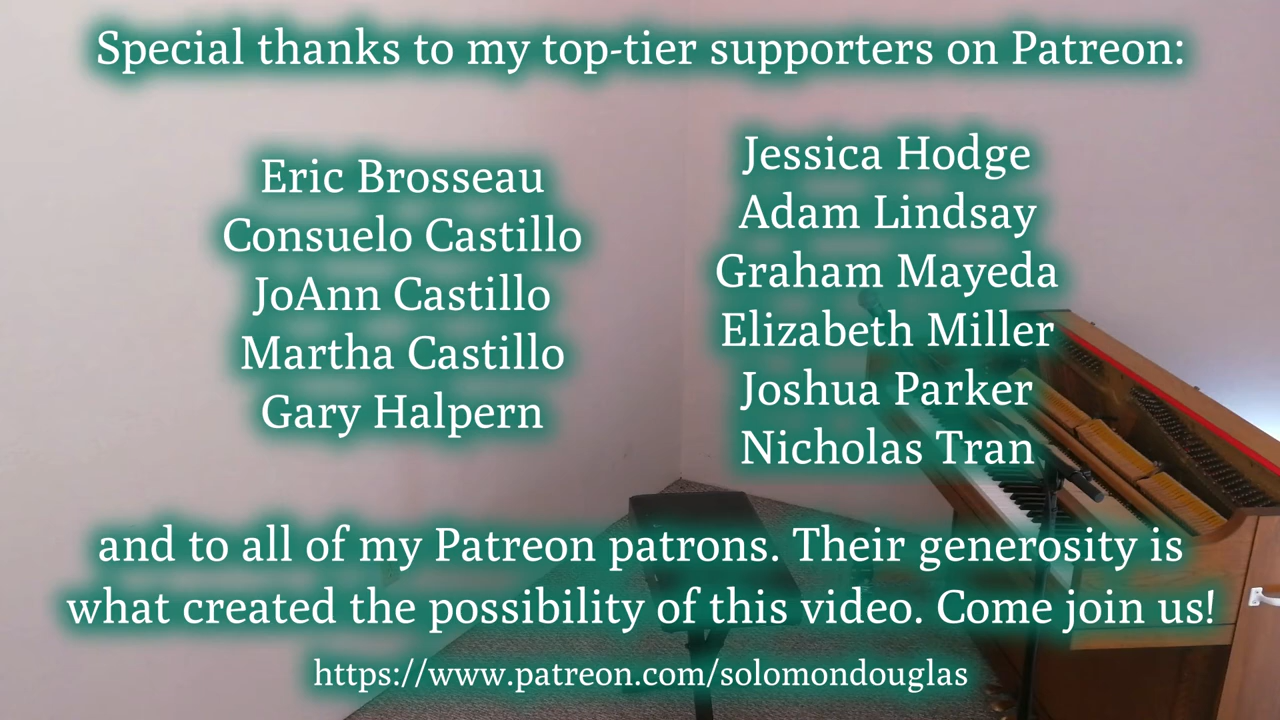 Special thanks to my top-tier supporters on Patreon:
Eric Brosseau
Consuelo Castillo
JoAnn Castillo
Martha Castillo
Gary Halpern
Jessica Hodge
Adam Lindsay
Graham Mayeda
Elizabeth Miller
Joshua Parker
Nicholas Tran
and to all of my Patreon patrons. Their generosity is
what created the possibility of this video. Come join us!
https://www.patreon.com/solomondouglas